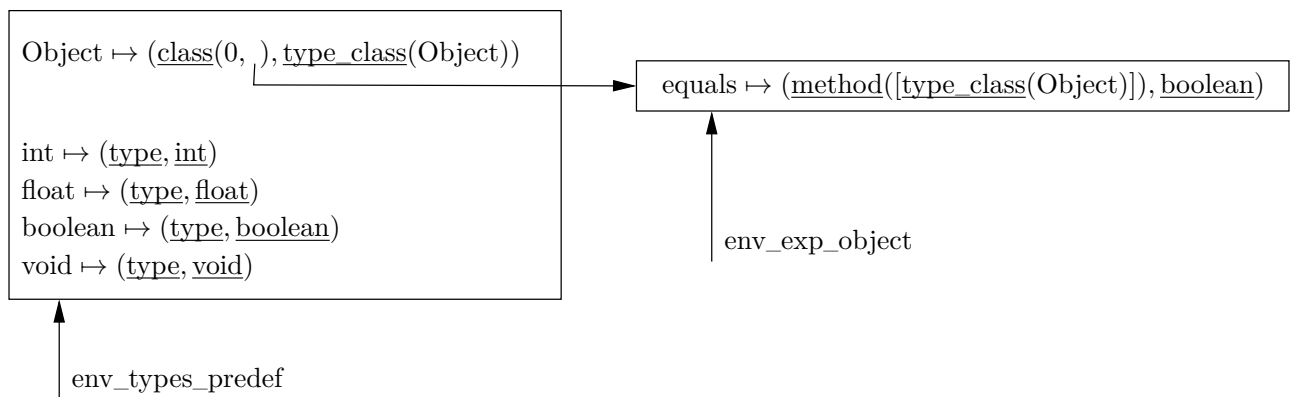 Object ↦ (class(0, ), type_class(Object))
equals ↦ (method([type_class(Object)]), boolean)
int ↦ (type, int)
float ↦ (type, float)
boolean ↦ (type, boolean)
void ↦ (type, void)
env_exp_object
env_types_predef